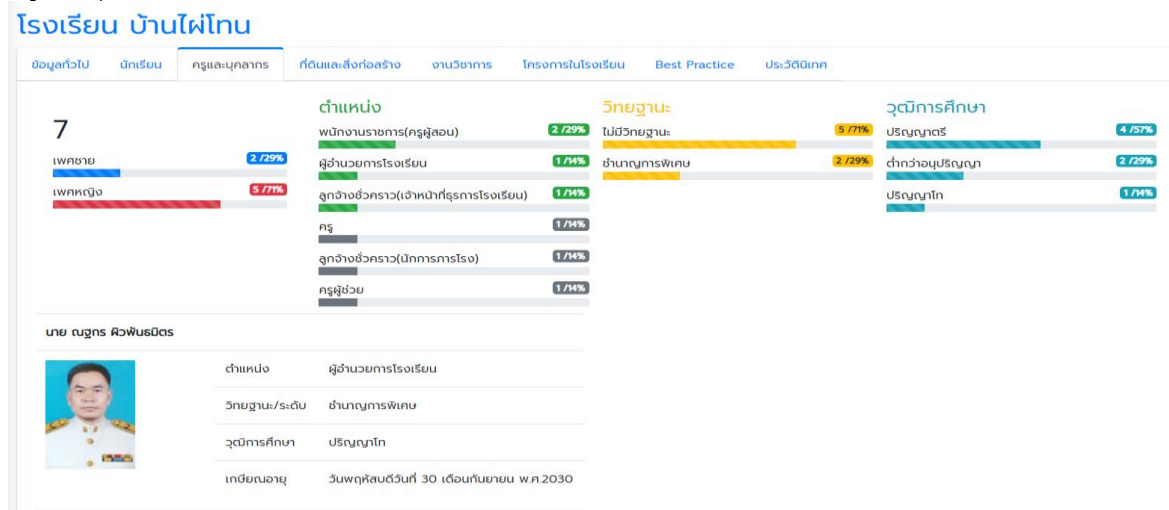 โรงเรียน บ้านไผ่โทน
ข้อมูลทั่วไป นักเรียน ครูและบุคลากร ที่ดินและสิ่งก่อสร้าง งานวิชาการ โครงการในโรงเรียน Best Practice ประวัตินิเทศ
7
เพศชาย 2 /29%
เพศหญิง 5 /71%
ตำแหน่ง
พนักงานราชการ(ครูผู้สอน) 2 /29%
ผู้อำนวยการโรงเรียน 1 /14%
ลูกจ้างชั่วคราว(เจ้าหน้าที่ธุรการโรงเรียน) 1 /14%
ครู 1 /14%
ลูกจ้างชั่วคราว(นักการภารโรง) 1 /14%
ครูผู้ช่วย 1 /14%
วิทยฐานะ
ไม่มีวิทยฐานะ 5 /71%
ชำนาญการพิเศษ 2 /29%
วุฒิการศึกษา
ปริญญาตรี 4 /57%
ต่ำกว่าอนุปริญญา 2 /29%
ปริญญาโท 1 /14%
นาย ณฐกร ผิวพันธมิตร
ตำแหน่ง ผู้อำนวยการโรงเรียน
วิทยฐานะ/ระดับ ชำนาญการพิเศษ
วุฒิการศึกษา ปริญญาโท
เกษียณอายุ วันพฤหัสบดีวันที่ 30 เดือนกันยายน พ.ศ.2030